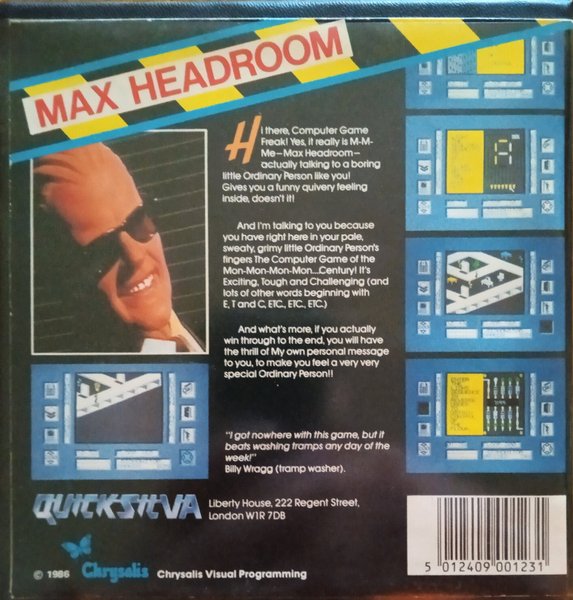 MAX HEADROOM
Hi there, Computer Game
Freak! Yes, it really is M-M-
Me—Max Headroom—
actually talking to a boring
little Ordinary Person like you!
Gives you a funny quivery feeling
inside, doesn't it!
And I'm talking to you because
you have right here in your pale,
sweaty, grimy little Ordinary Person's
fingers The Computer Game of the
Mon-Mon-Mon-Mon...Century! It's
Exciting, Tough and Challenging (and
lots of other words beginning with
E, T and C, ETC., ETC., ETC.)
And what's more, if you actually
win through to the end, you will have
the thrill of My own personal message
to you, to make you feel a very very
special Ordinary Person!!
"I got nowhere with this game, but it
beats washing tramps any day of the
week!"
Billy Wragg (tramp washer).
QUICKSILVA
Liberty House, 222 Regent Street,
London W1R 7DB
© 1986 Chrysalis Chrysalis Visual Programming
5 012409 001231